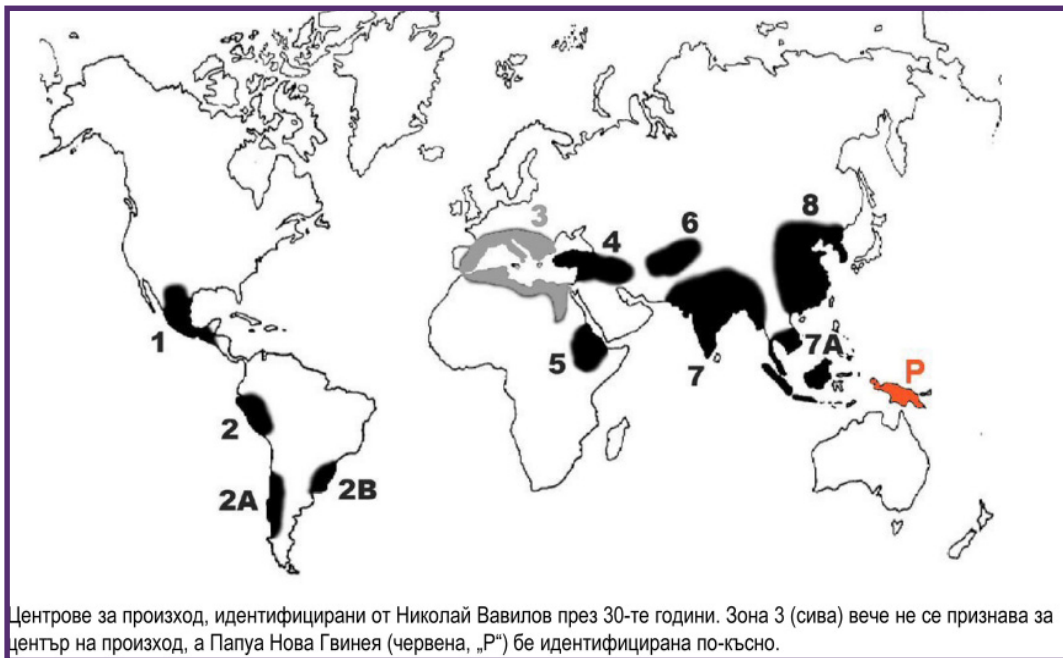 3
8
6
4
1
5
7A
7
P
2
2A
2B
Центрове за произход, идентифицирани от Николай Вавилов през 30-те години. Зона 3 (сива) вече не се признава за
център на произход, а Папуа Нова Гвинея (червена, „P“) бе идентифицирана по-късно.